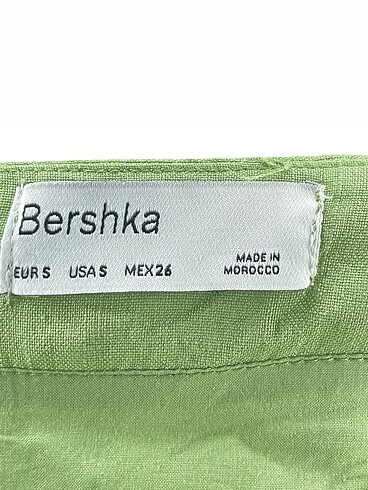 Bershka
EUR S USA S MEX 26
MADE IN
MOROCCO